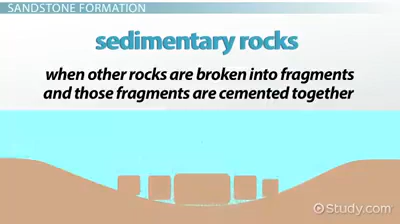 SANDSTONE FORMATION
sedimentary rocks
when other rocks are broken into fragments
and those fragments are cemented together
Study.com